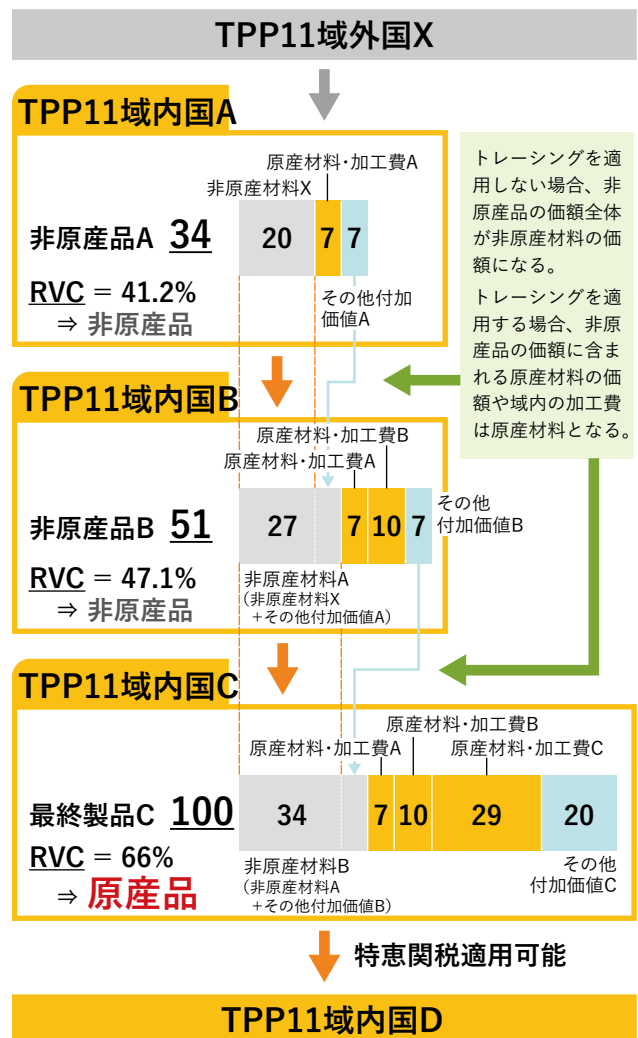 TPP11域外国X
TPP11域内国A
原産材料・加工費A
非原産材料X
非原産品A 34
20 7 7
RVC = 41.2%
⇒ 非原産品
その他付加
価値A
トレーシングを適
用しない場合、非
原産品の価額全体
が非原産材料の価
額になる。
トレーシングを適
用する場合、非原
産品の価額に含ま
れる原産材料の価
額や域内の加工費
は原産材料となる。
TPP11域内国B
原産材料・加工費B
原産材料・加工費A
非原産品B 51
27 7 10 7
その他
付加価値B
RVC = 47.1%
⇒ 非原産品
非原産材料A
(非原産材料X
+その他付加価値A)
TPP11域内国C
原産材料・加工費B
原産材料・加工費A
原産材料・加工費C
最終製品C 100
34 7 10 29 20
RVC = 66%
⇒ 原産品
非原産材料B
(非原産材料A
+その他付加価値B)
その他
付加価値C
特恵関税適用可能
TPP11域内国D